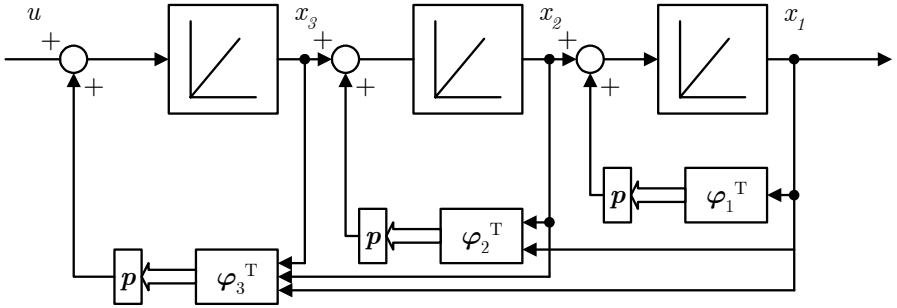 u x₃ x₂ x₁
+ + +
+ + +
p φ₁ᵀ
p φ₂ᵀ
p φ₃ᵀ